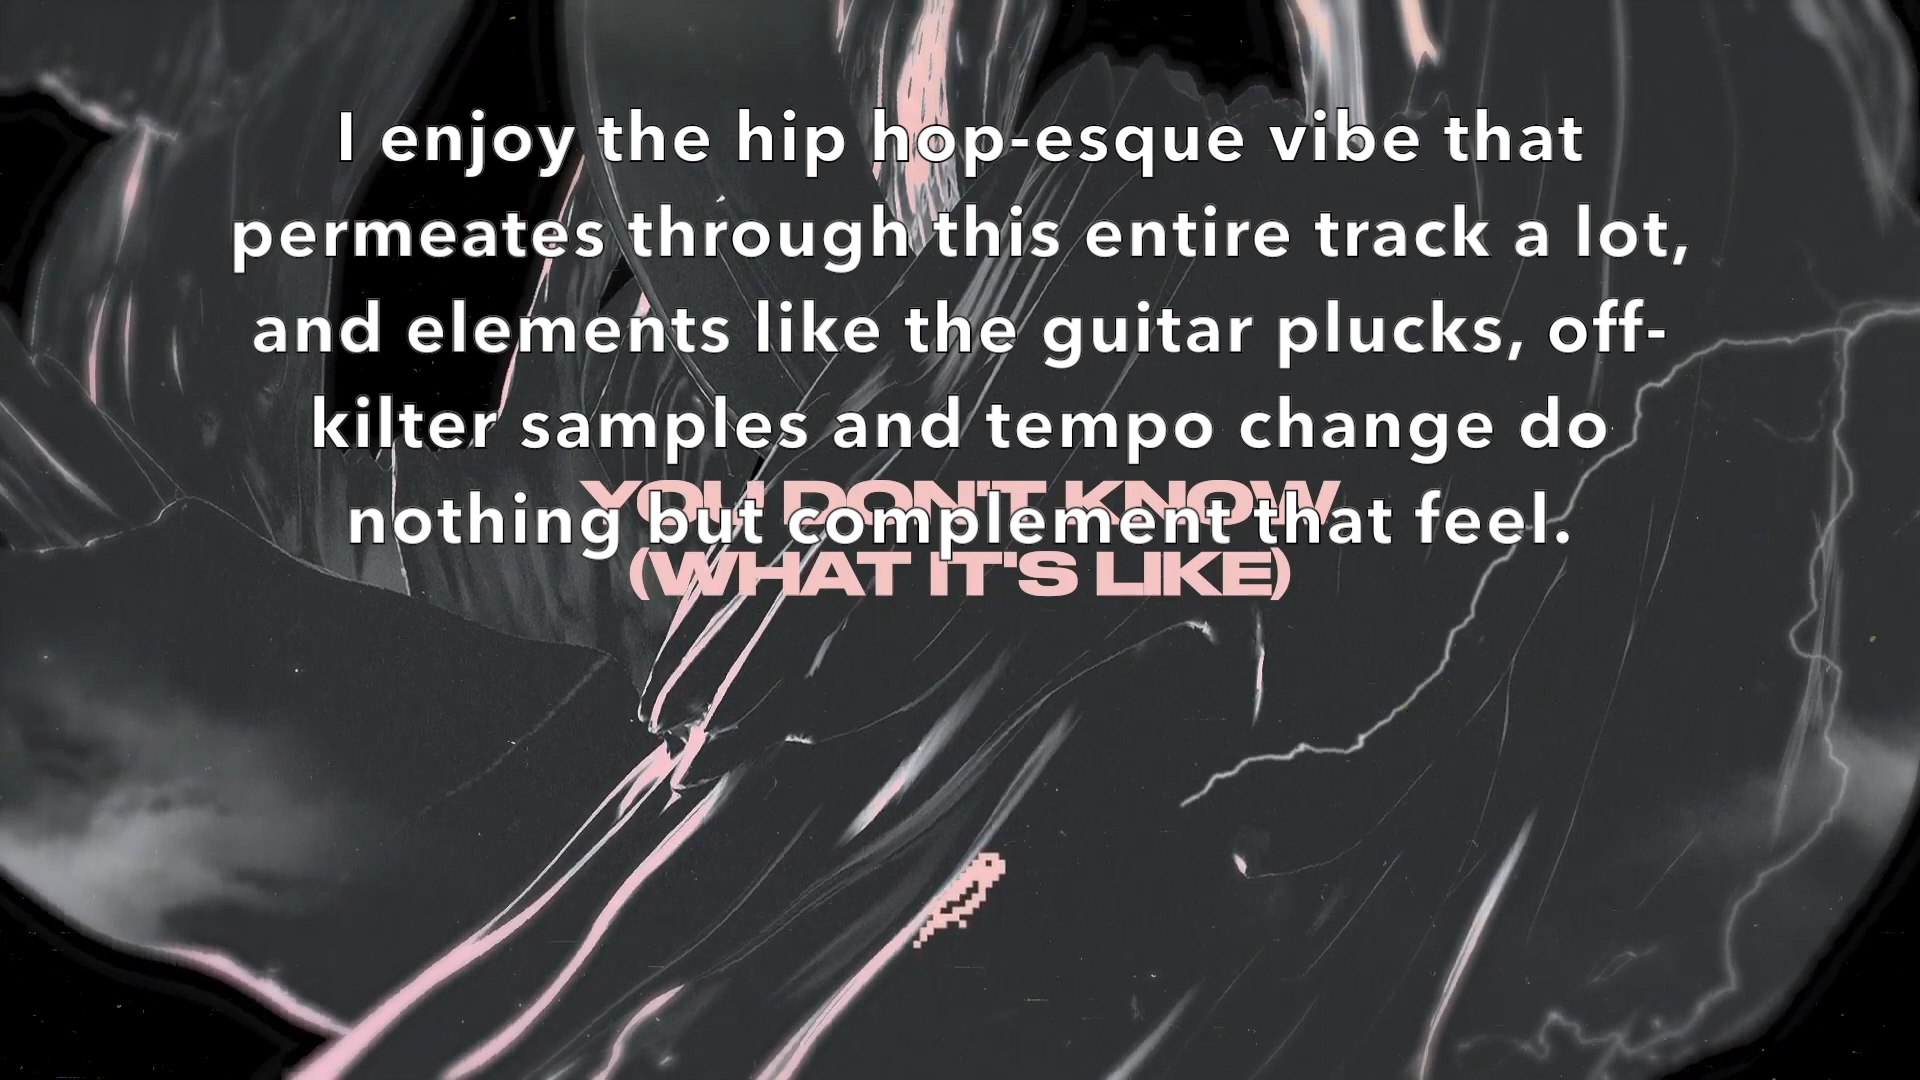 I enjoy the hip hop-esque vibe that
permeates through this entire track a lot,
and elements like the guitar plucks, off-
kilter samples and tempo change do
nothing but complement that feel.
YOU DON'T KNOW
(WHAT IT'S LIKE)